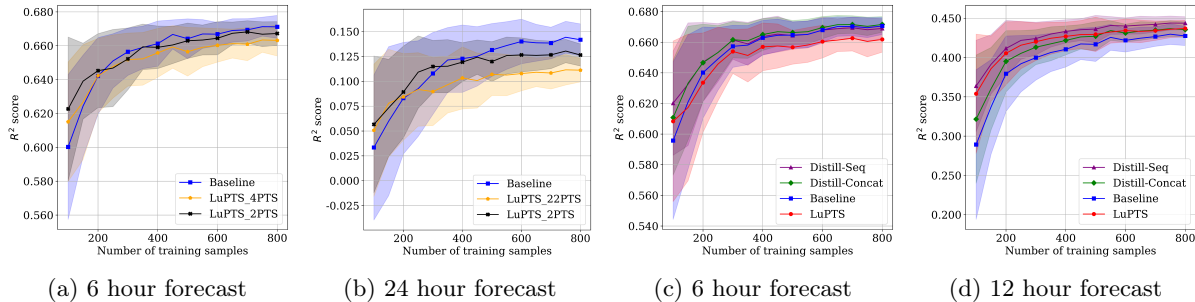 0.680
0.660
0.640
0.620
0.600
0.580
0.560
R² score
200
400
600
800
Number of training samples
Baseline
LuPTS_4PTS
LuPTS_2PTS
(a) 6 hour forecast
0.150
0.125
0.100
0.075
0.050
0.025
0.000
-0.025
R² score
200
400
600
800
Number of training samples
Baseline
LuPTS_22PTS
LuPTS_2PTS
(b) 24 hour forecast
0.680
0.660
0.640
0.620
0.600
0.580
0.560
0.540
R² score
200
400
600
800
Number of training samples
Distill-Seq
Distill-Concat
Baseline
LuPTS
(c) 6 hour forecast
0.450
0.400
0.350
0.300
0.250
0.200
R² score
200
400
600
800
Number of training samples
Distill-Seq
Distill-Concat
Baseline
LuPTS
(d) 12 hour forecast